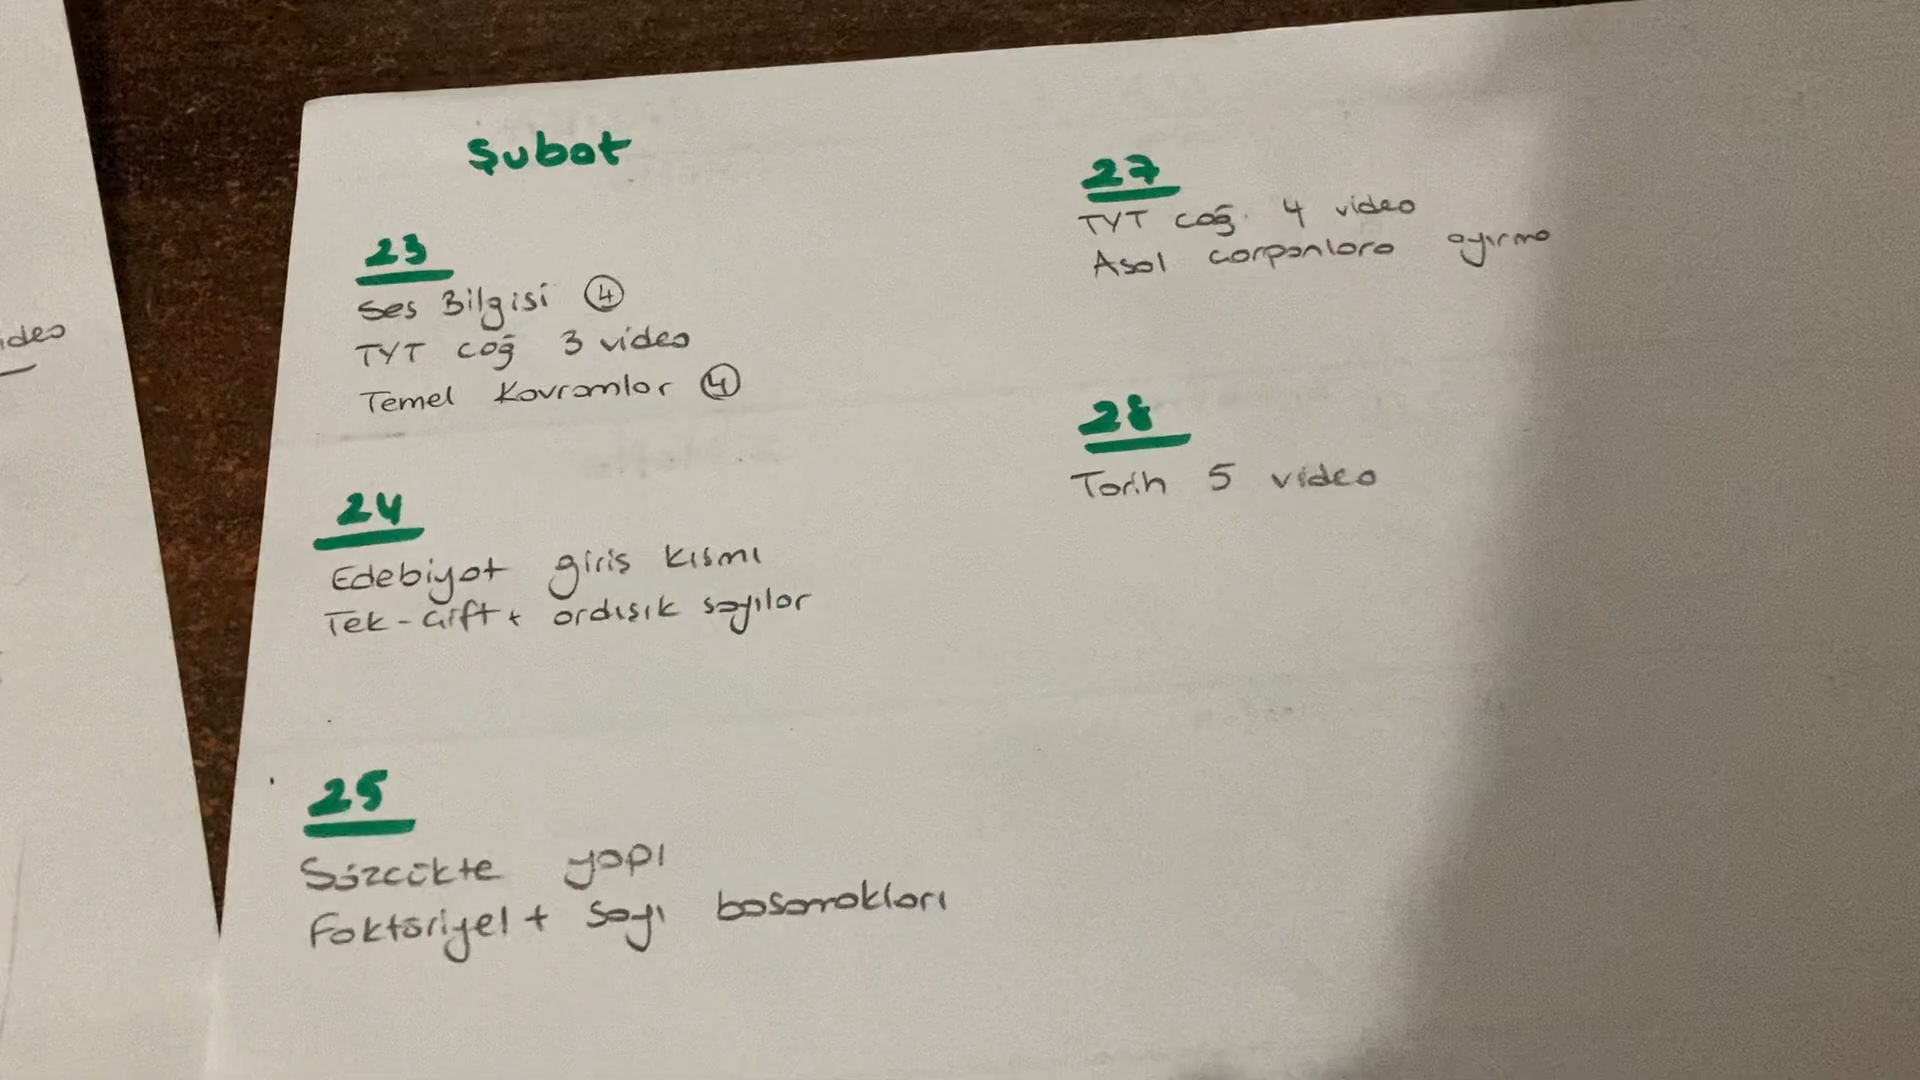 Şubat
23
Ses Bilgisi ④
TYT coğ 3 video
Temel Kavramlar ④
24
Edebiyat giriş kısmı
Tek-Çift + ardışık sayılar
25
Sözcükte yapı
Faktöriyel + Sayı basamakları
27
TYT coğ. 4 video
Asal çarpanlara ayırma
28
Tarih 5 video